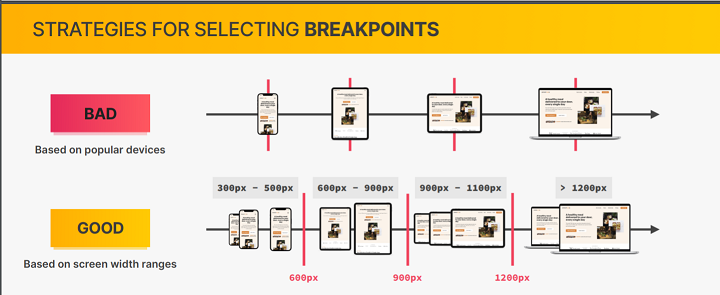 STRATEGIES FOR SELECTING BREAKPOINTS
BAD
Based on popular devices
300px - 500px
600px - 900px
900px - 1100px
> 1200px
GOOD
Based on screen width ranges
600px
900px
1200px